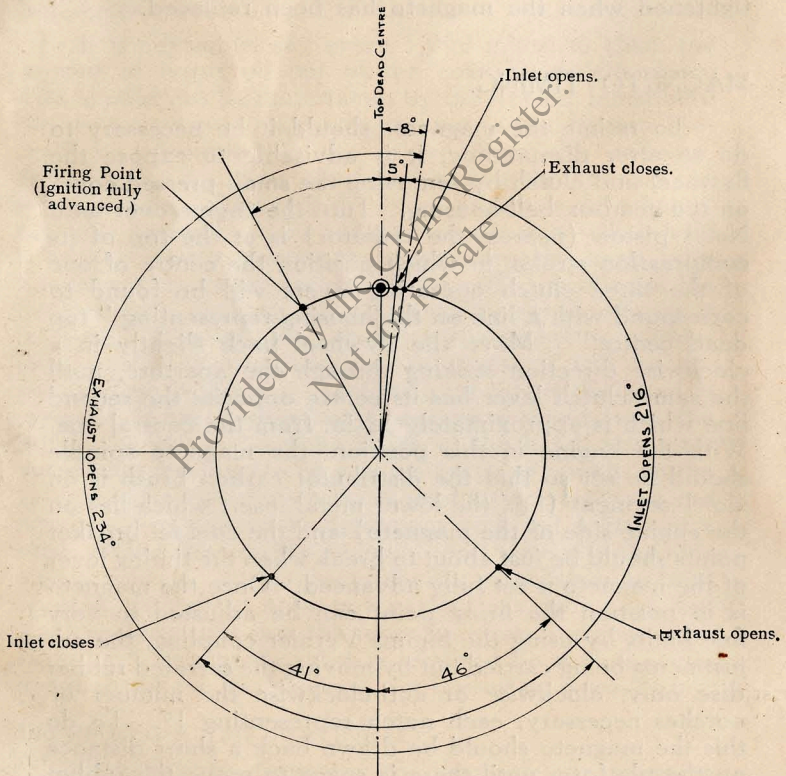 TOP DEAD CENTRE
Inlet opens.
8°
5°
Exhaust closes.
Firing Point
(Ignition fully
advanced.)
Provided by the Clyno Register.
Not for re-sale
EXHAUST OPENS 234°
INLET OPENS 216°
Inlet closes
Exhaust opens.
41°
46°